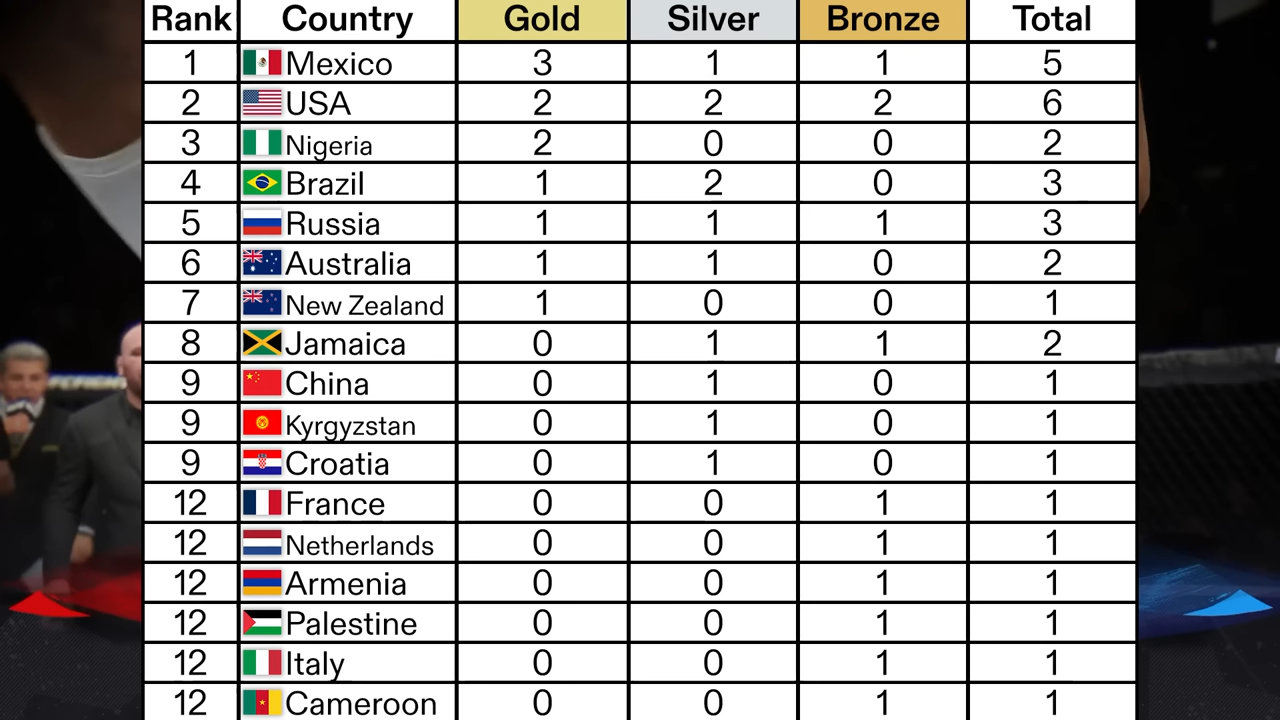 Rank Country Gold Silver Bronze Total
1 Mexico 3 1 1 5
2 USA 2 2 2 6
3 Nigeria 2 0 0 2
4 Brazil 1 2 0 3
5 Russia 1 1 1 3
6 Australia 1 1 0 2
7 New Zealand 1 0 0 1
8 Jamaica 0 1 1 2
9 China 0 1 0 1
9 Kyrgyzstan 0 1 0 1
9 Croatia 0 1 0 1
12 France 0 0 1 1
12 Netherlands 0 0 1 1
12 Armenia 0 0 1 1
12 Palestine 0 0 1 1
12 Italy 0 0 1 1
12 Cameroon 0 0 1 1